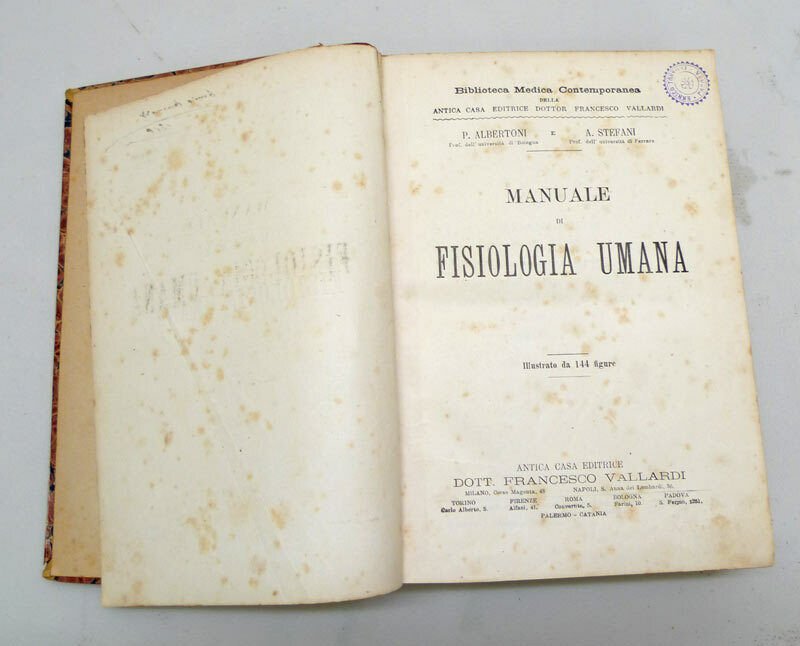 Biblioteca Medica Contemporanea
DELLA
ANTICA CASA EDITRICE DOTTOR FRANCESCO VALLARDI
P. ALBERTONI E A. STEFANI
Prof. dell' università di Bologna Prof. dell' università di Ferrara
MANUALE
DI
FISIOLOGIA UMANA
Illustrato da 144 figure
ANTICA CASA EDITRICE
DOTT. FRANCESCO VALLARDI
MILANO, Corso Magenta, 48 NAPOLI, S. Anna dei Lombardi, 36.
TORINO FIRENZE ROMA BOLOGNA PADOVA
Carlo Alberto, 5. Alfani, 41. Convertite, 5. Farini, 10. S. Fermo, 1251.
PALERMO - CATANIA